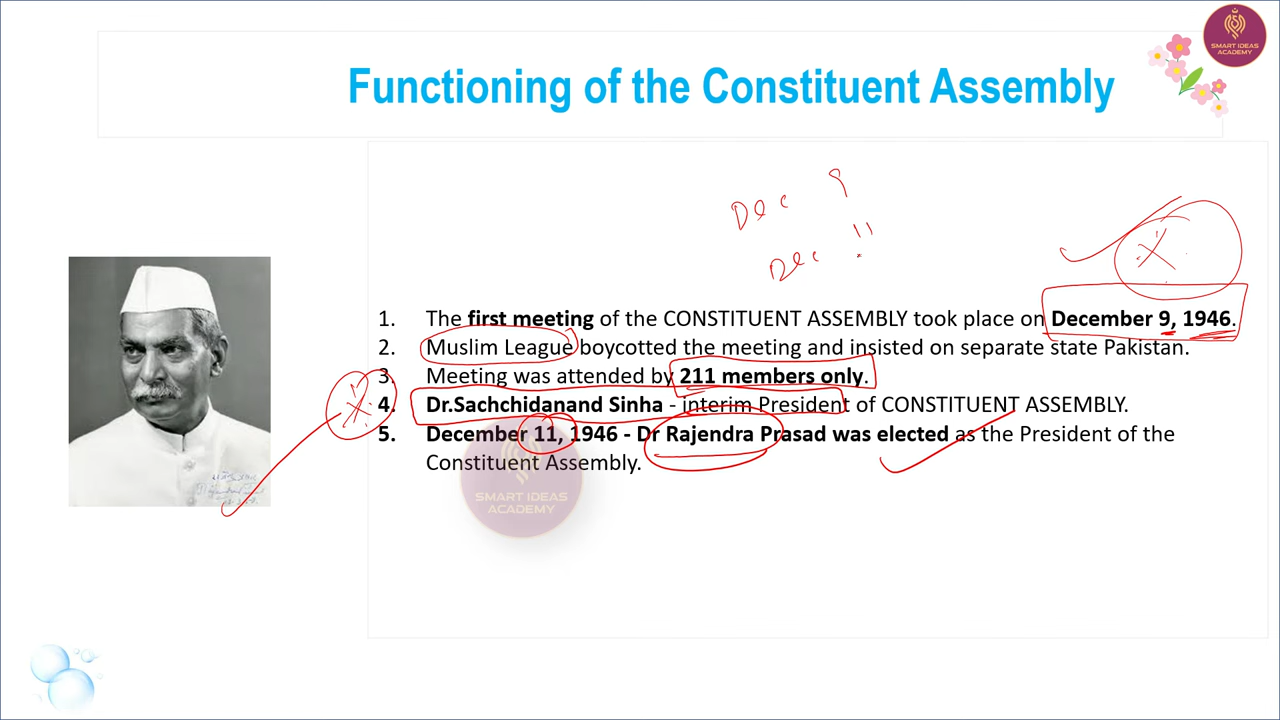 SMART IDEAS
ACADEMY
Functioning of the Constituent Assembly
Dec 9
Dec 11
1. The first meeting of the CONSTITUENT ASSEMBLY took place on December 9, 1946.
2. Muslim League boycotted the meeting and insisted on separate state Pakistan.
3. Meeting was attended by 211 members only.
4. Dr.Sachchidanand Sinha - interim President of CONSTITUENT ASSEMBLY.
5. December 11, 1946 - Dr Rajendra Prasad was elected as the President of the
Constituent Assembly.
SMART IDEAS
ACADEMY